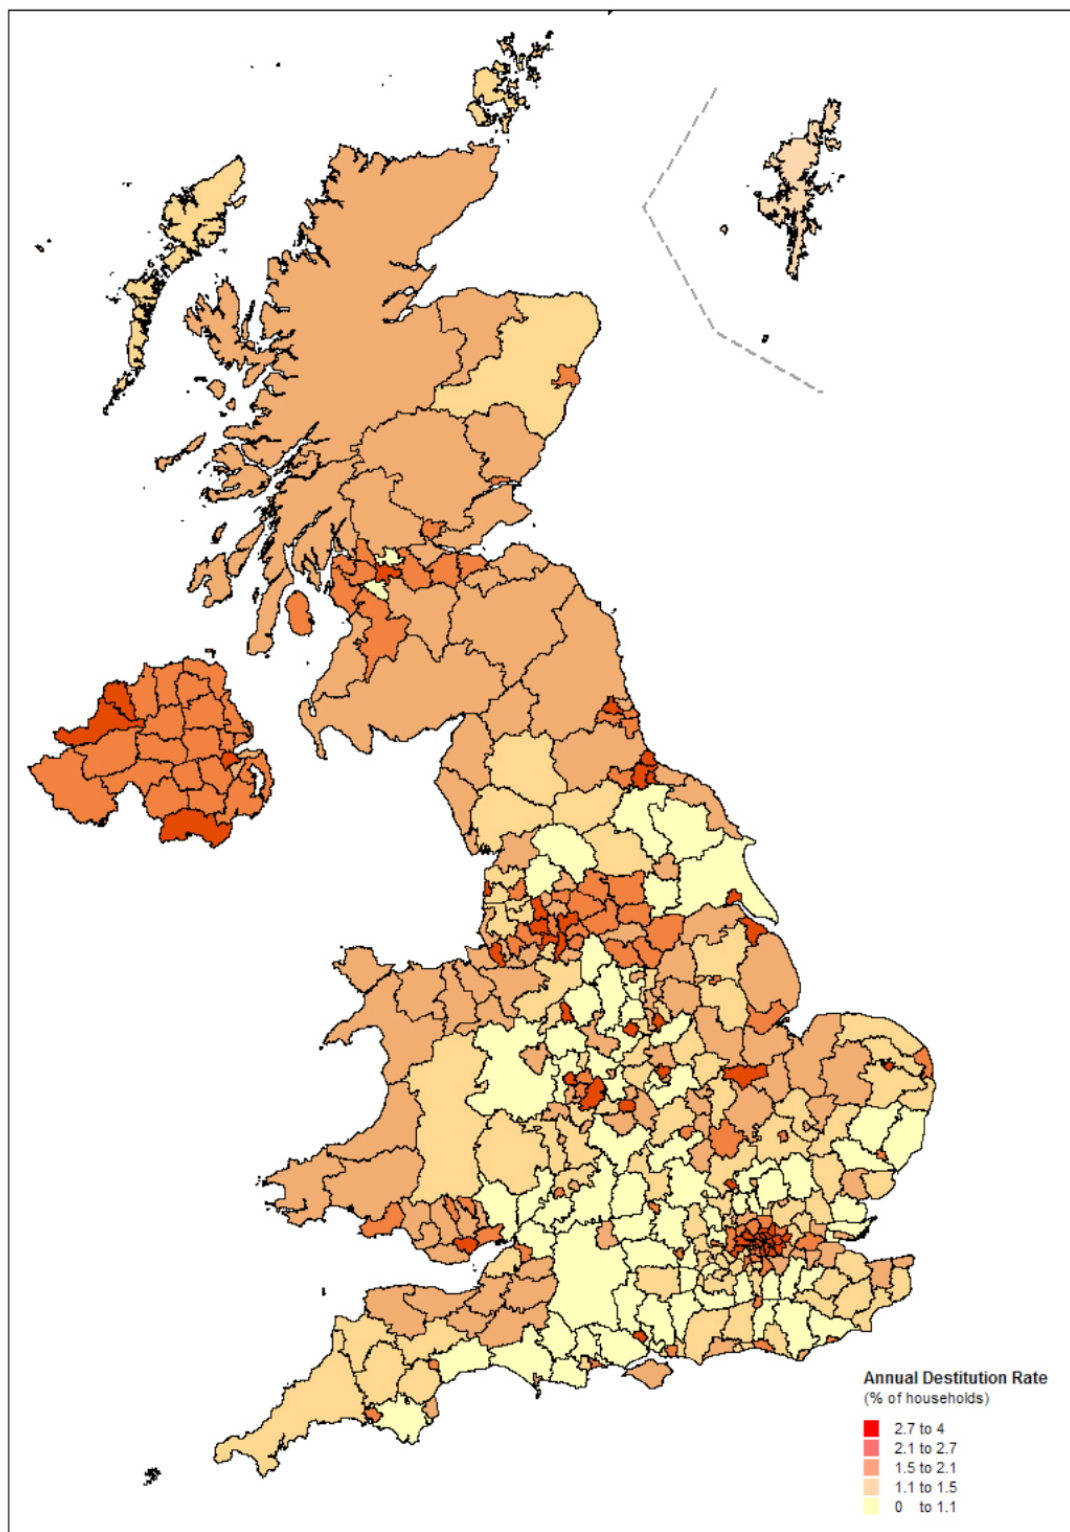 Annual Destitution Rate
(% of households)
2.7 to 4
2.1 to 2.7
1.5 to 2.1
1.1 to 1.5
0 to 1.1